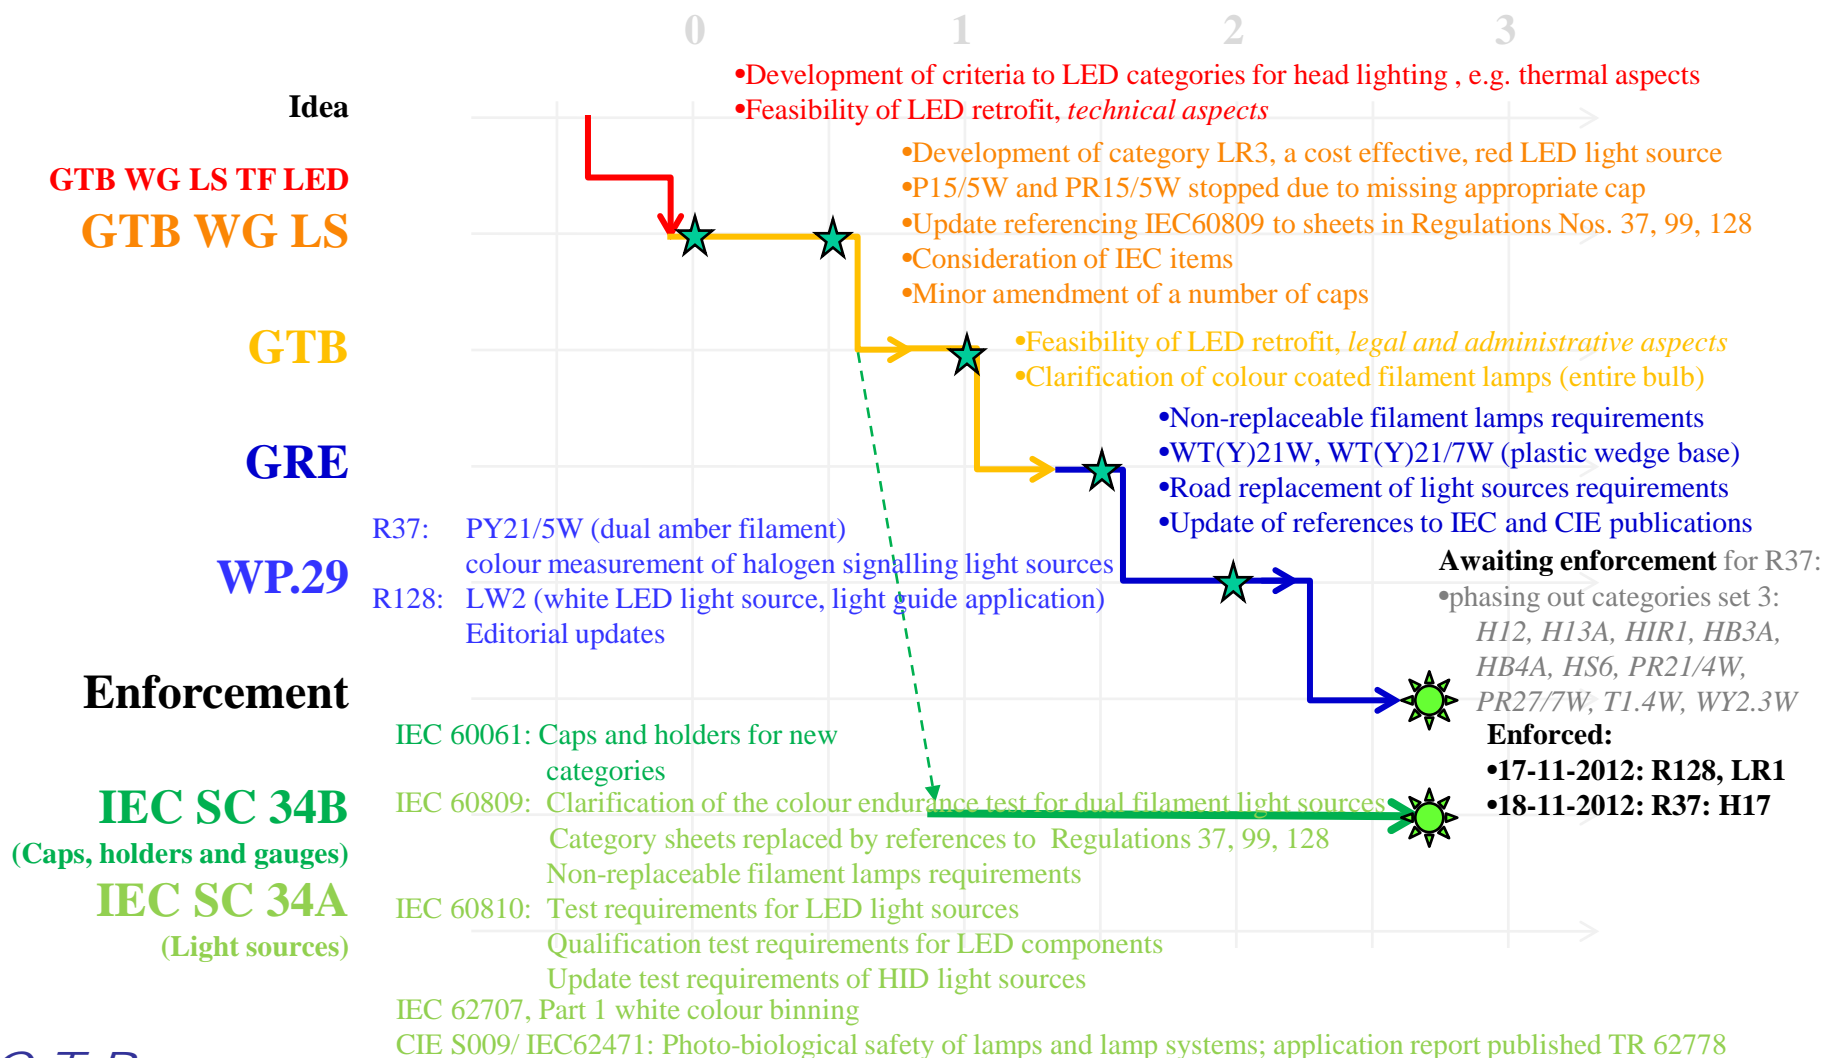 0 1 2 3
•Development of criteria to LED categories for head lighting , e.g. thermal aspects
Idea
•Feasibility of LED retrofit, technical aspects
•Development of category LR3, a cost effective, red LED light source
GTB WG LS TF LED
•P15/5W and PR15/5W stopped due to missing appropriate cap
GTB WG LS
•Update referencing IEC60809 to sheets in Regulations Nos. 37, 99, 128
•Consideration of IEC items
•Minor amendment of a number of caps
GTB
•Feasibility of LED retrofit, legal and administrative aspects
•Clarification of colour coated filament lamps (entire bulb)
•Non-replaceable filament lamps requirements
GRE
•WT(Y)21W, WT(Y)21/7W (plastic wedge base)
•Road replacement of light sources requirements
•Update of references to IEC and CIE publications
R37: PY21/5W (dual amber filament)
colour measurement of halogen signalling light sources
WP.29
R128: LW2 (white LED light source, light guide application)
Editorial updates
Awaiting enforcement for R37:
•phasing out categories set 3:
H12, H13A, HIR1, HB3A,
HB4A, HS6, PR21/4W,
PR27/7W, T1.4W, WY2.3W
Enforcement
Enforced:
•17-11-2012: R128, LR1
•18-11-2012: R37: H17
IEC 60061: Caps and holders for new
categories
IEC SC 34B
(Caps, holders and gauges)
IEC 60809: Clarification of the colour endurance test for dual filament light sources
Category sheets replaced by references to Regulations 37, 99, 128
Non-replaceable filament lamps requirements
IEC SC 34A
(Light sources)
IEC 60810: Test requirements for LED light sources
Qualification test requirements for LED components
Update test requirements of HID light sources
IEC 62707, Part 1 white colour binning
CIE S009/ IEC62471: Photo-biological safety of lamps and lamp systems; application report published TR 62778